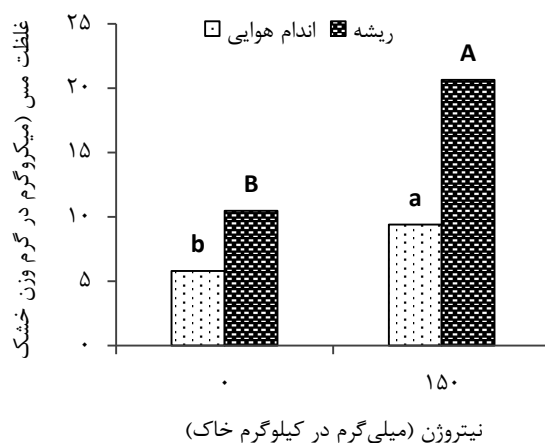 غلظت مس (میکروگرم در گرم وزن خشک
اندام هوایی ریشه
۲۵
۲۰
۱۵
۱۰
۵
۰
b B a A
۰ ۱۵۰
نیتروژن (میلی‌گرم در کیلوگرم خاک)